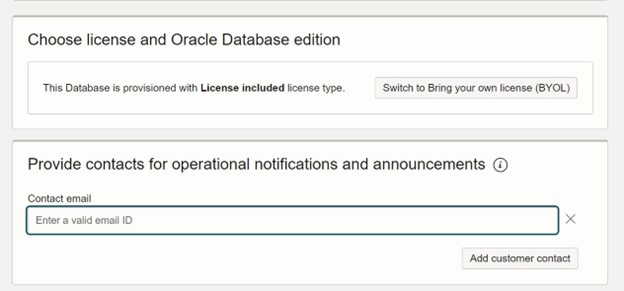 Choose license and Oracle Database edition
This Database is provisioned with License included license type.
Switch to Bring your own license (BYOL)
Provide contacts for operational notifications and announcements
Contact email
Enter a valid email ID
Add customer contact